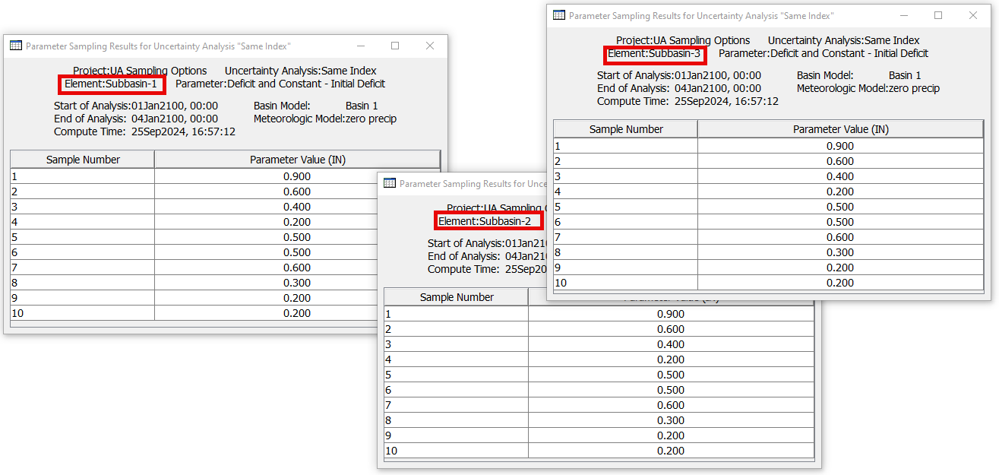 Parameter Sampling Results for Uncertainty Analysis "Same Index"
Project:UA Sampling Options Uncertainty Analysis:Same Index
Element:Subbasin-1 Parameter:Deficit and Constant - Initial Deficit
Start of Analysis:01Jan2100, 00:00 Basin Model: Basin 1
End of Analysis: 04Jan2100, 00:00 Meteorologic Model:zero precip
Compute Time: 25Sep2024, 16:57:12
Sample Number Parameter Value (IN)
1 0.900
2 0.600
3 0.400
4 0.200
5 0.500
6 0.500
7 0.600
8 0.300
9 0.200
10 0.200
Parameter Sampling Results for Unce
Project:UA Sampling
Element:Subbasin-2
Start of Analysis:01Jan210
End of Analysis: 04Jan210
Compute Time: 25Sep20
Sample Number
1 0.900
2 0.600
3 0.400
4 0.200
5 0.500
6 0.500
7 0.600
8 0.300
9 0.200
10 0.200
Parameter Sampling Results for Uncertainty Analysis "Same Index"
Project:UA Sampling Options Uncertainty Analysis:Same Index
Element:Subbasin-3 Parameter:Deficit and Constant - Initial Deficit
Start of Analysis:01Jan2100, 00:00 Basin Model: Basin 1
End of Analysis: 04Jan2100, 00:00 Meteorologic Model:zero precip
Compute Time: 25Sep2024, 16:57:12
Sample Number Parameter Value (IN)
1 0.900
2 0.600
3 0.400
4 0.200
5 0.500
6 0.500
7 0.600
8 0.300
9 0.200
10 0.200